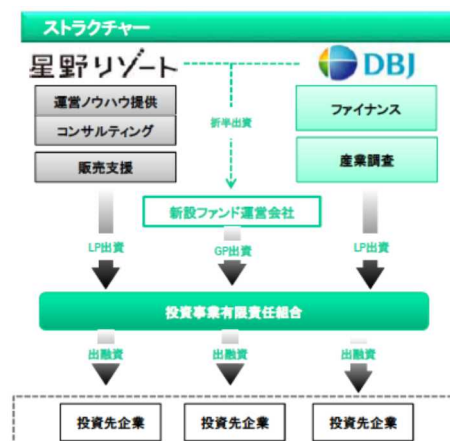 ストラクチャー
星野リゾート
DBJ
運営ノウハウ提供
コンサルティング
販売支援
折半出資
ファイナンス
産業調査
新設ファンド運営会社
LP出資
GP出資
LP出資
投資事業有限責任組合
出融資
出融資
出融資
投資先企業
投資先企業
投資先企業